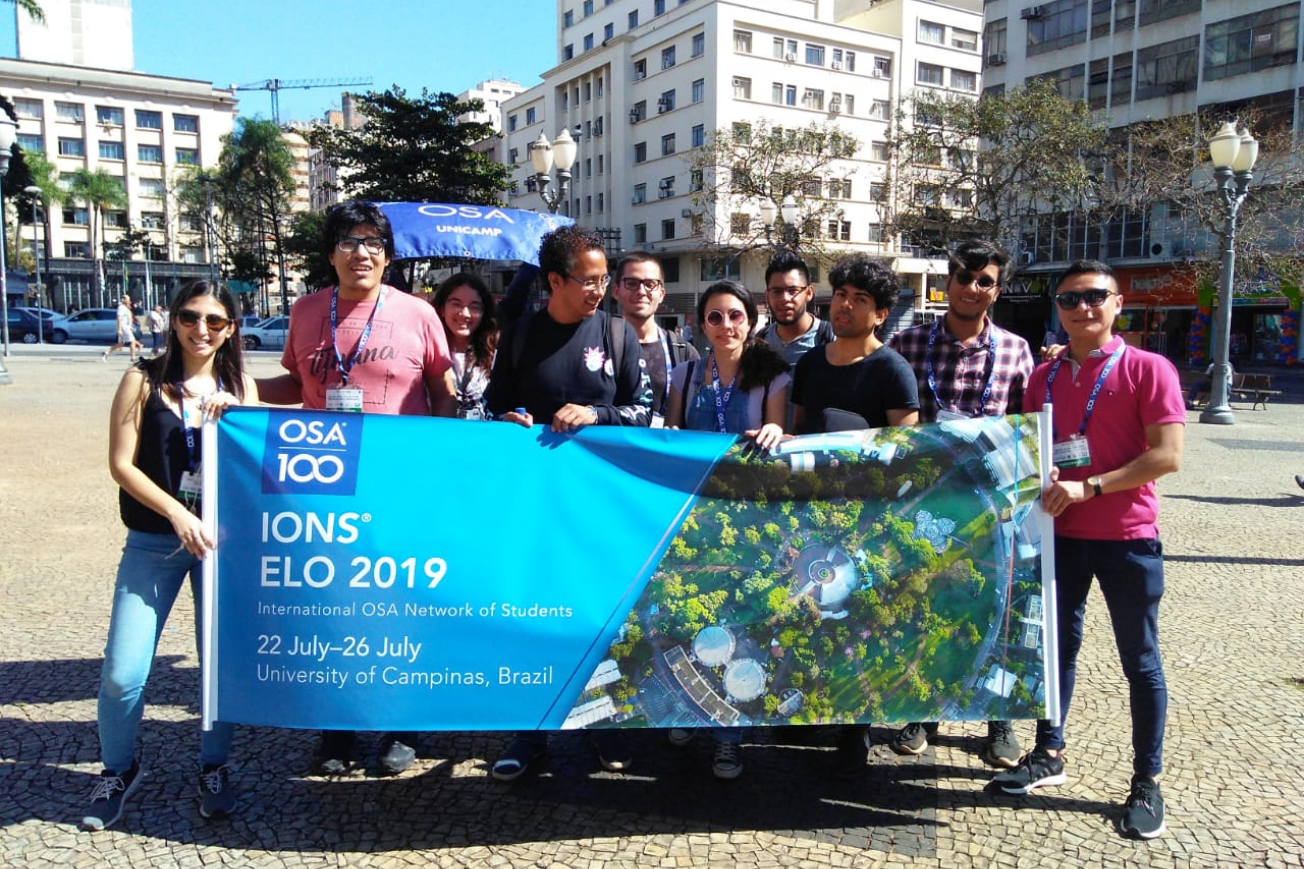 OSA
UNICAMP
OSA®
100
IONS®
ELO 2019
International OSA Network of Students
22 July–26 July
University of Campinas, Brazil